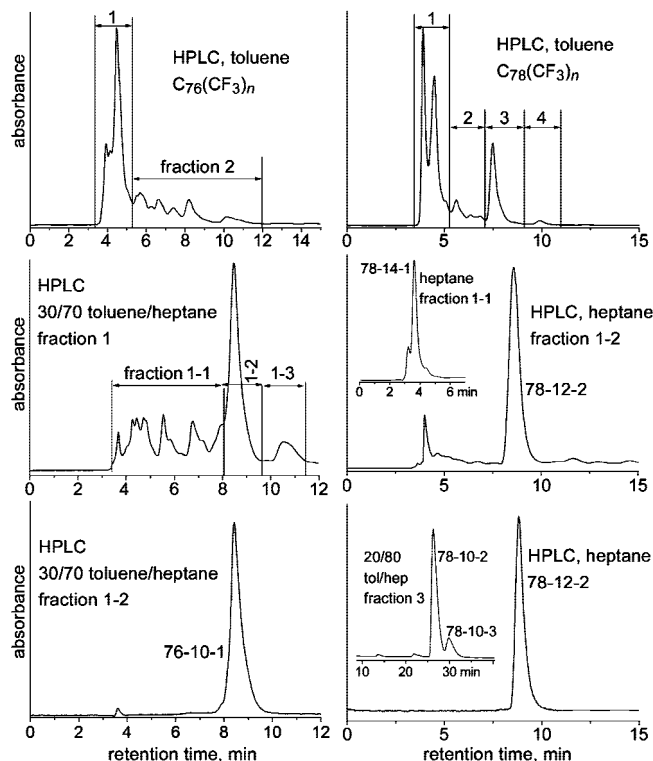 1
HPLC, toluene
C76(CF3)n
fraction 2
absorbance
0 2 4 6 8 10 12 14
1
HPLC, toluene
C78(CF3)n
2 3 4
0 5 10 15
HPLC
30/70 toluene/heptane
fraction 1
fraction 1-1
1-2
1-3
absorbance
0 2 4 6 8 10 12
78-14-1
heptane
fraction 1-1
0 2 4 6 min
HPLC, heptane
fraction 1-2
78-12-2
0 5 10 15
HPLC
30/70 toluene/heptane
fraction 1-2
76-10-1
absorbance
0 2 4 6 8 10 12
retention time, min
20/80
tol/hep
fraction 3
78-10-2
78-10-3
10 20 30 min
HPLC, heptane
78-12-2
0 5 10 15
retention time, min